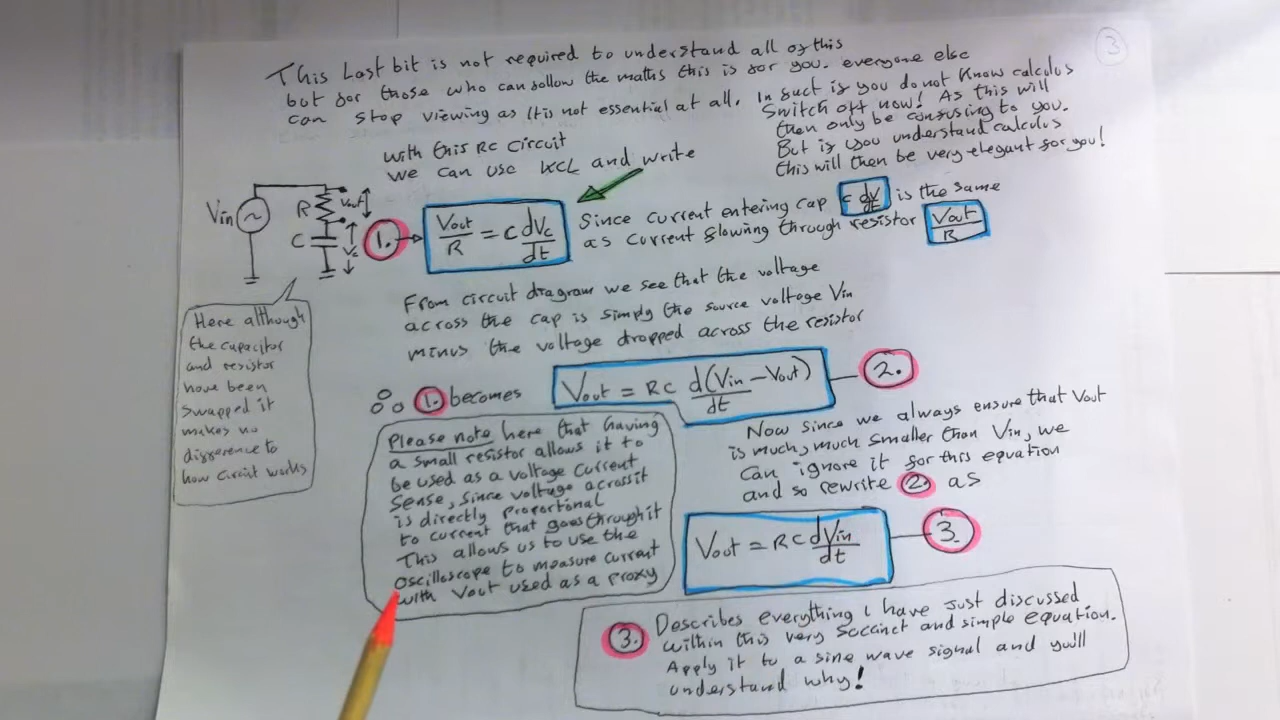 3
This Last bit is not required to understand all of this
but for those who can follow the maths this is for you. everyone else
can stop viewing as it is not essential at all.
In fact if you do not know calculus
Switch off now! As this will
then only be confusing to you.
But if you understand calculus
this will then be very elegant for you!
with this RC circuit
we can use KCL and write
Vin
R
Vout
C
Vc
1.
Vout/R = C dVc/dt
Since current entering cap C dV/dt is the same
as current flowing through resistor Vout/R
Here although
the capacitor
and resistor
have been
swapped it
makes no
difference to
how circuit works
From circuit diagram we see that the voltage
across the cap is simply the source voltage Vin
minus the voltage dropped across the resistor
∴ 1. becomes
Vout = RC d(Vin - Vout)/dt
2.
Please note here that having
a small resistor allows it to
be used as a voltage current
sense, since voltage across it
is directly proportional
to current that goes through it
This allows us to use the
oscilloscope to measure current
with Vout used as a proxy
Now since we always ensure that Vout
is much, much smaller than Vin, we
can ignore it for this equation
and so rewrite 2. as
Vout = RC dVin/dt
3.
3. Describes everything I have just discussed
within this very succinct and simple equation.
Apply it to a sine wave signal and you'll
understand why!